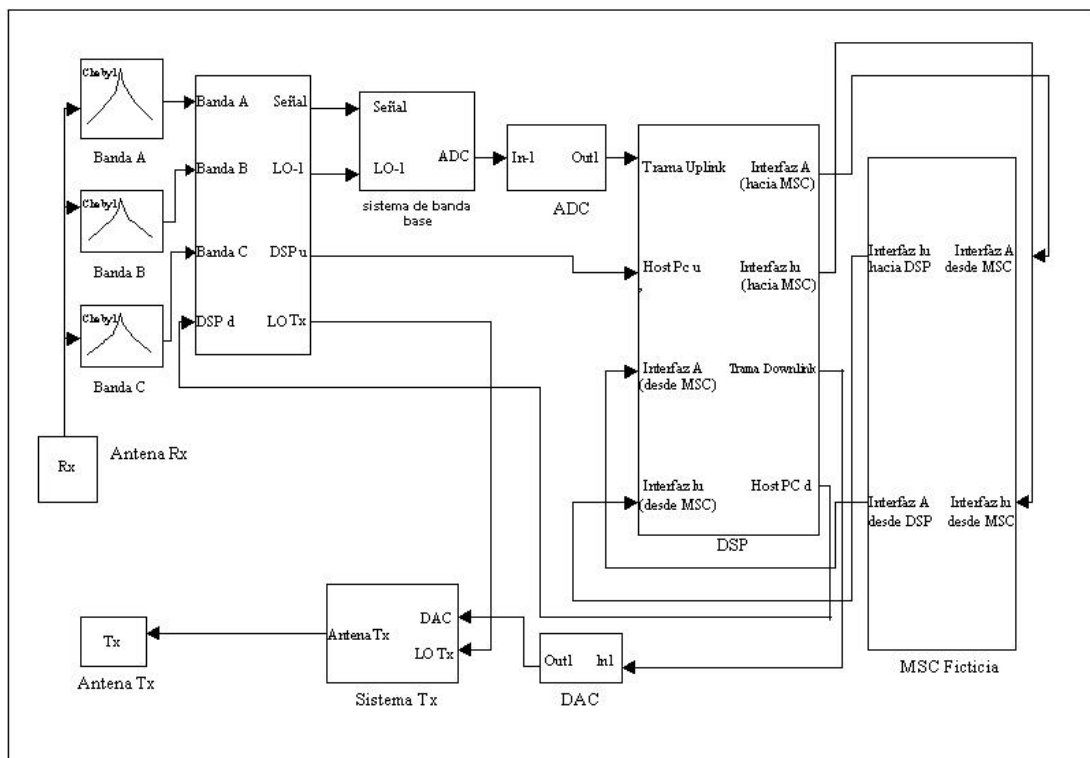 Cheby1
Banda A
Cheby1
Banda B
Cheby1
Banda C
Rx
Antena Rx
Banda A
Señal
Banda B
LO-1
Banda C
DSP u
DSP d
LO Tx
Señal
ADC
LO-1
sistema de banda
base
In-1
Out1
ADC
Trama Uplink
Interfaz A
(hacia MSC)
Host Pc u
,
Interfaz Iu
(hacia MSC)
Interfaz A
(desde MSC)
Trama Downlink
Interfaz Iu
(desde MSC)
Host PC d
DSP
Interfaz Iu
hacia DSP
Interfaz A
desde MSC
Interfaz A
desde DSP
Interfaz Iu
desde MSC
MSC Ficticia
Tx
Antena Tx
Antena Tx
DAC
LO Tx
Sistema Tx
Out1
In1
DAC